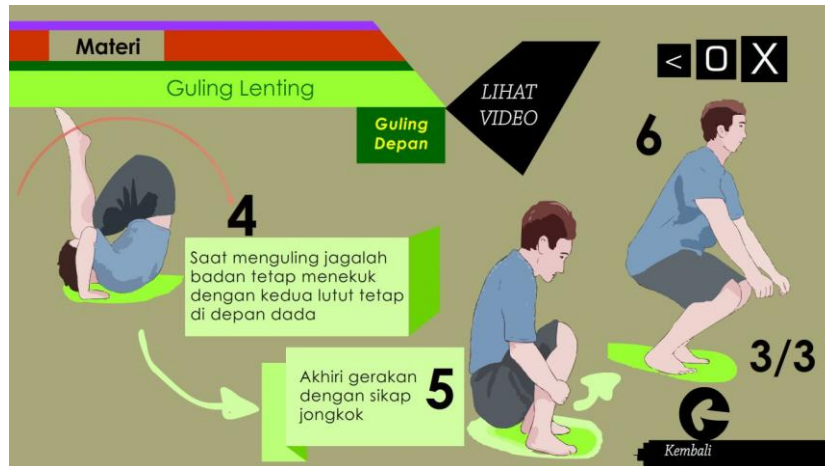 Materi
Guling Lenting
Guling
Depan
LIHAT
VIDEO
< O X
4
Saat menguling jagalah
badan tetap menekuk
dengan kedua lutut tetap
di depan dada
5
Akhiri gerakan
dengan sikap
jongkok
6
3/3
Kembali